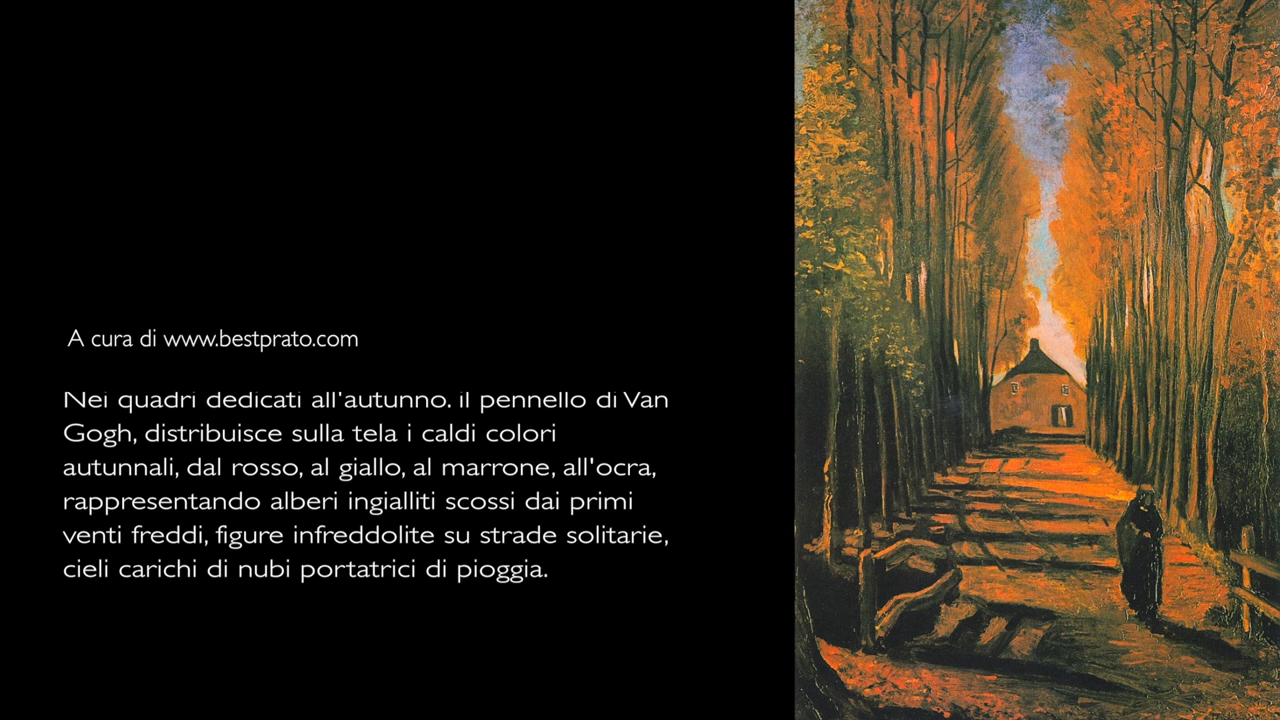 A cura di www.bestprato.com
Nei quadri dedicati all'autunno. il pennello di Van
Gogh, distribuisce sulla tela i caldi colori
autunnali, dal rosso, al giallo, al marrone, all'ocra,
rappresentando alberi ingialliti scossi dai primi
venti freddi, figure infreddolite su strade solitarie,
cieli carichi di nubi portatrici di pioggia.